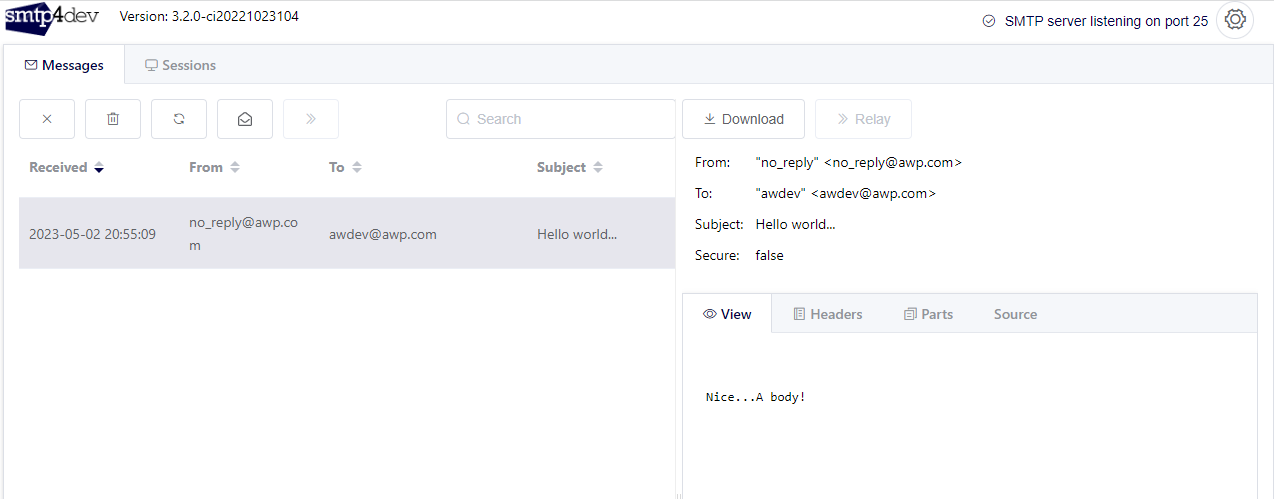 smtp4dev Version: 3.2.0-ci20221023104 SMTP server listening on port 25
Messages Sessions
Search Download Relay
Received From To Subject
2023-05-02 20:55:09 no_reply@awp.co
m awdev@awp.com Hello world...
From: "no_reply" <no_reply@awp.com>
To: "awdev" <awdev@awp.com>
Subject: Hello world...
Secure: false
View Headers Parts Source
Nice...A body!